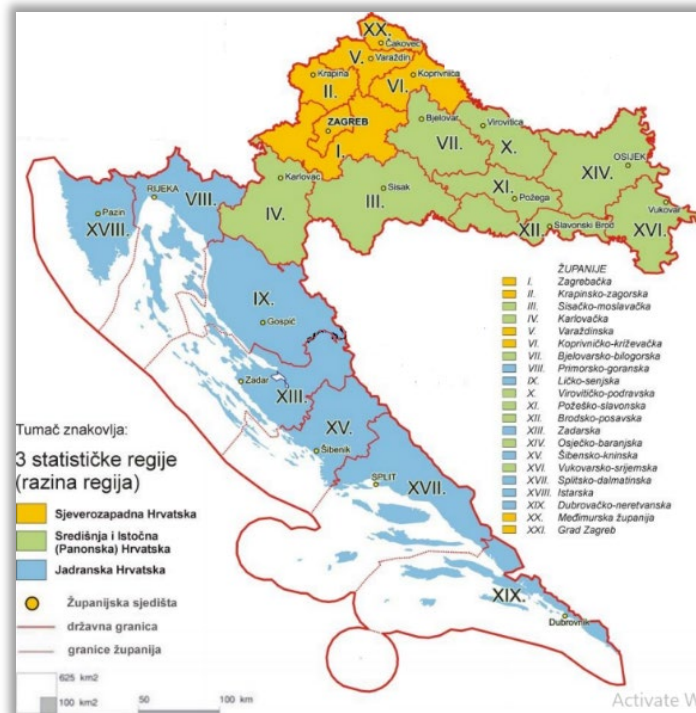 XX.
Čakovec
V.
Varaždin
Krapina
II.
VI.
Koprivnica
ZAGREB
I.
Bjelovar
VII.
Virovitica
X.
XIV.
OSIJEK
Karlovac
IV.
Sisak
III.
XI.
Požega
XII.
Slavonski Brod
Vukovar
XVI.
RIJEKA
VIII.
Pazin
XVIII.
IX.
Gospić
Zadar
XIII.
XV.
Šibenik
SPLIT
XVII.
XIX.
Dubrovnik
ŽUPANIJE
I. Zagrebačka
II. Krapinsko-zagorska
III. Sisačko-moslavačka
IV. Karlovačka
V. Varaždinska
VI. Koprivničko-križevačka
VII. Bjelovarsko-bilogorska
VIII. Primorsko-goranska
IX. Ličko-senjska
X. Virovitičko-podravska
XI. Požeško-slavonska
XII. Brodsko-posavska
XIII. Zadarska
XIV. Osječko-baranjska
XV. Šibensko-kninska
XVI. Vukovarsko-srijemska
XVII. Splitsko-dalmatinska
XVIII. Istarska
XIX. Dubrovačko-neretvanska
XX. Međimurska županija
XXI. Grad Zagreb
Tumač znakovlja:
3 statističke regije
(razina regija)
Sjeverozapadna Hrvatska
Središnja i Istočna
(Panonska) Hrvatska
Jadranska Hrvatska
Županijska sjedišta
državna granica
granice županija
625 km2
100 km2
50
100 km
Activate W